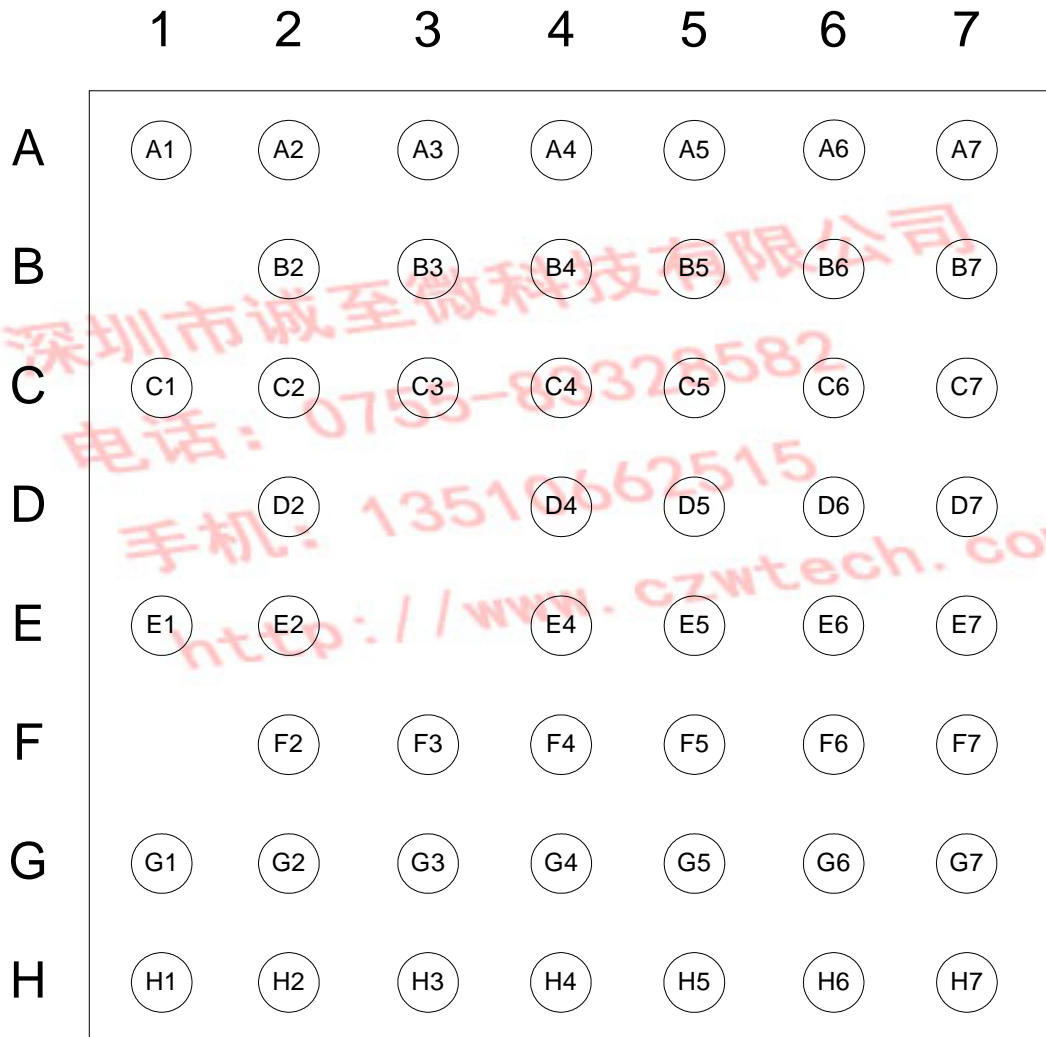 1 2 3 4 5 6 7
A A1 A2 A3 A4 A5 A6 A7
B B2 B3 B4 B5 B6 B7
深圳市诚至微科技有限公司
C C1 C2 C3 C4 C5 C6 C7
电话：0755-83328582
D D2 D4 D5 D6 D7
手机：13510662515
E E1 E2 E4 E5 E6 E7
http://www.czwtech.co
F F2 F3 F4 F5 F6 F7
G G1 G2 G3 G4 G5 G6 G7
H H1 H2 H3 H4 H5 H6 H7